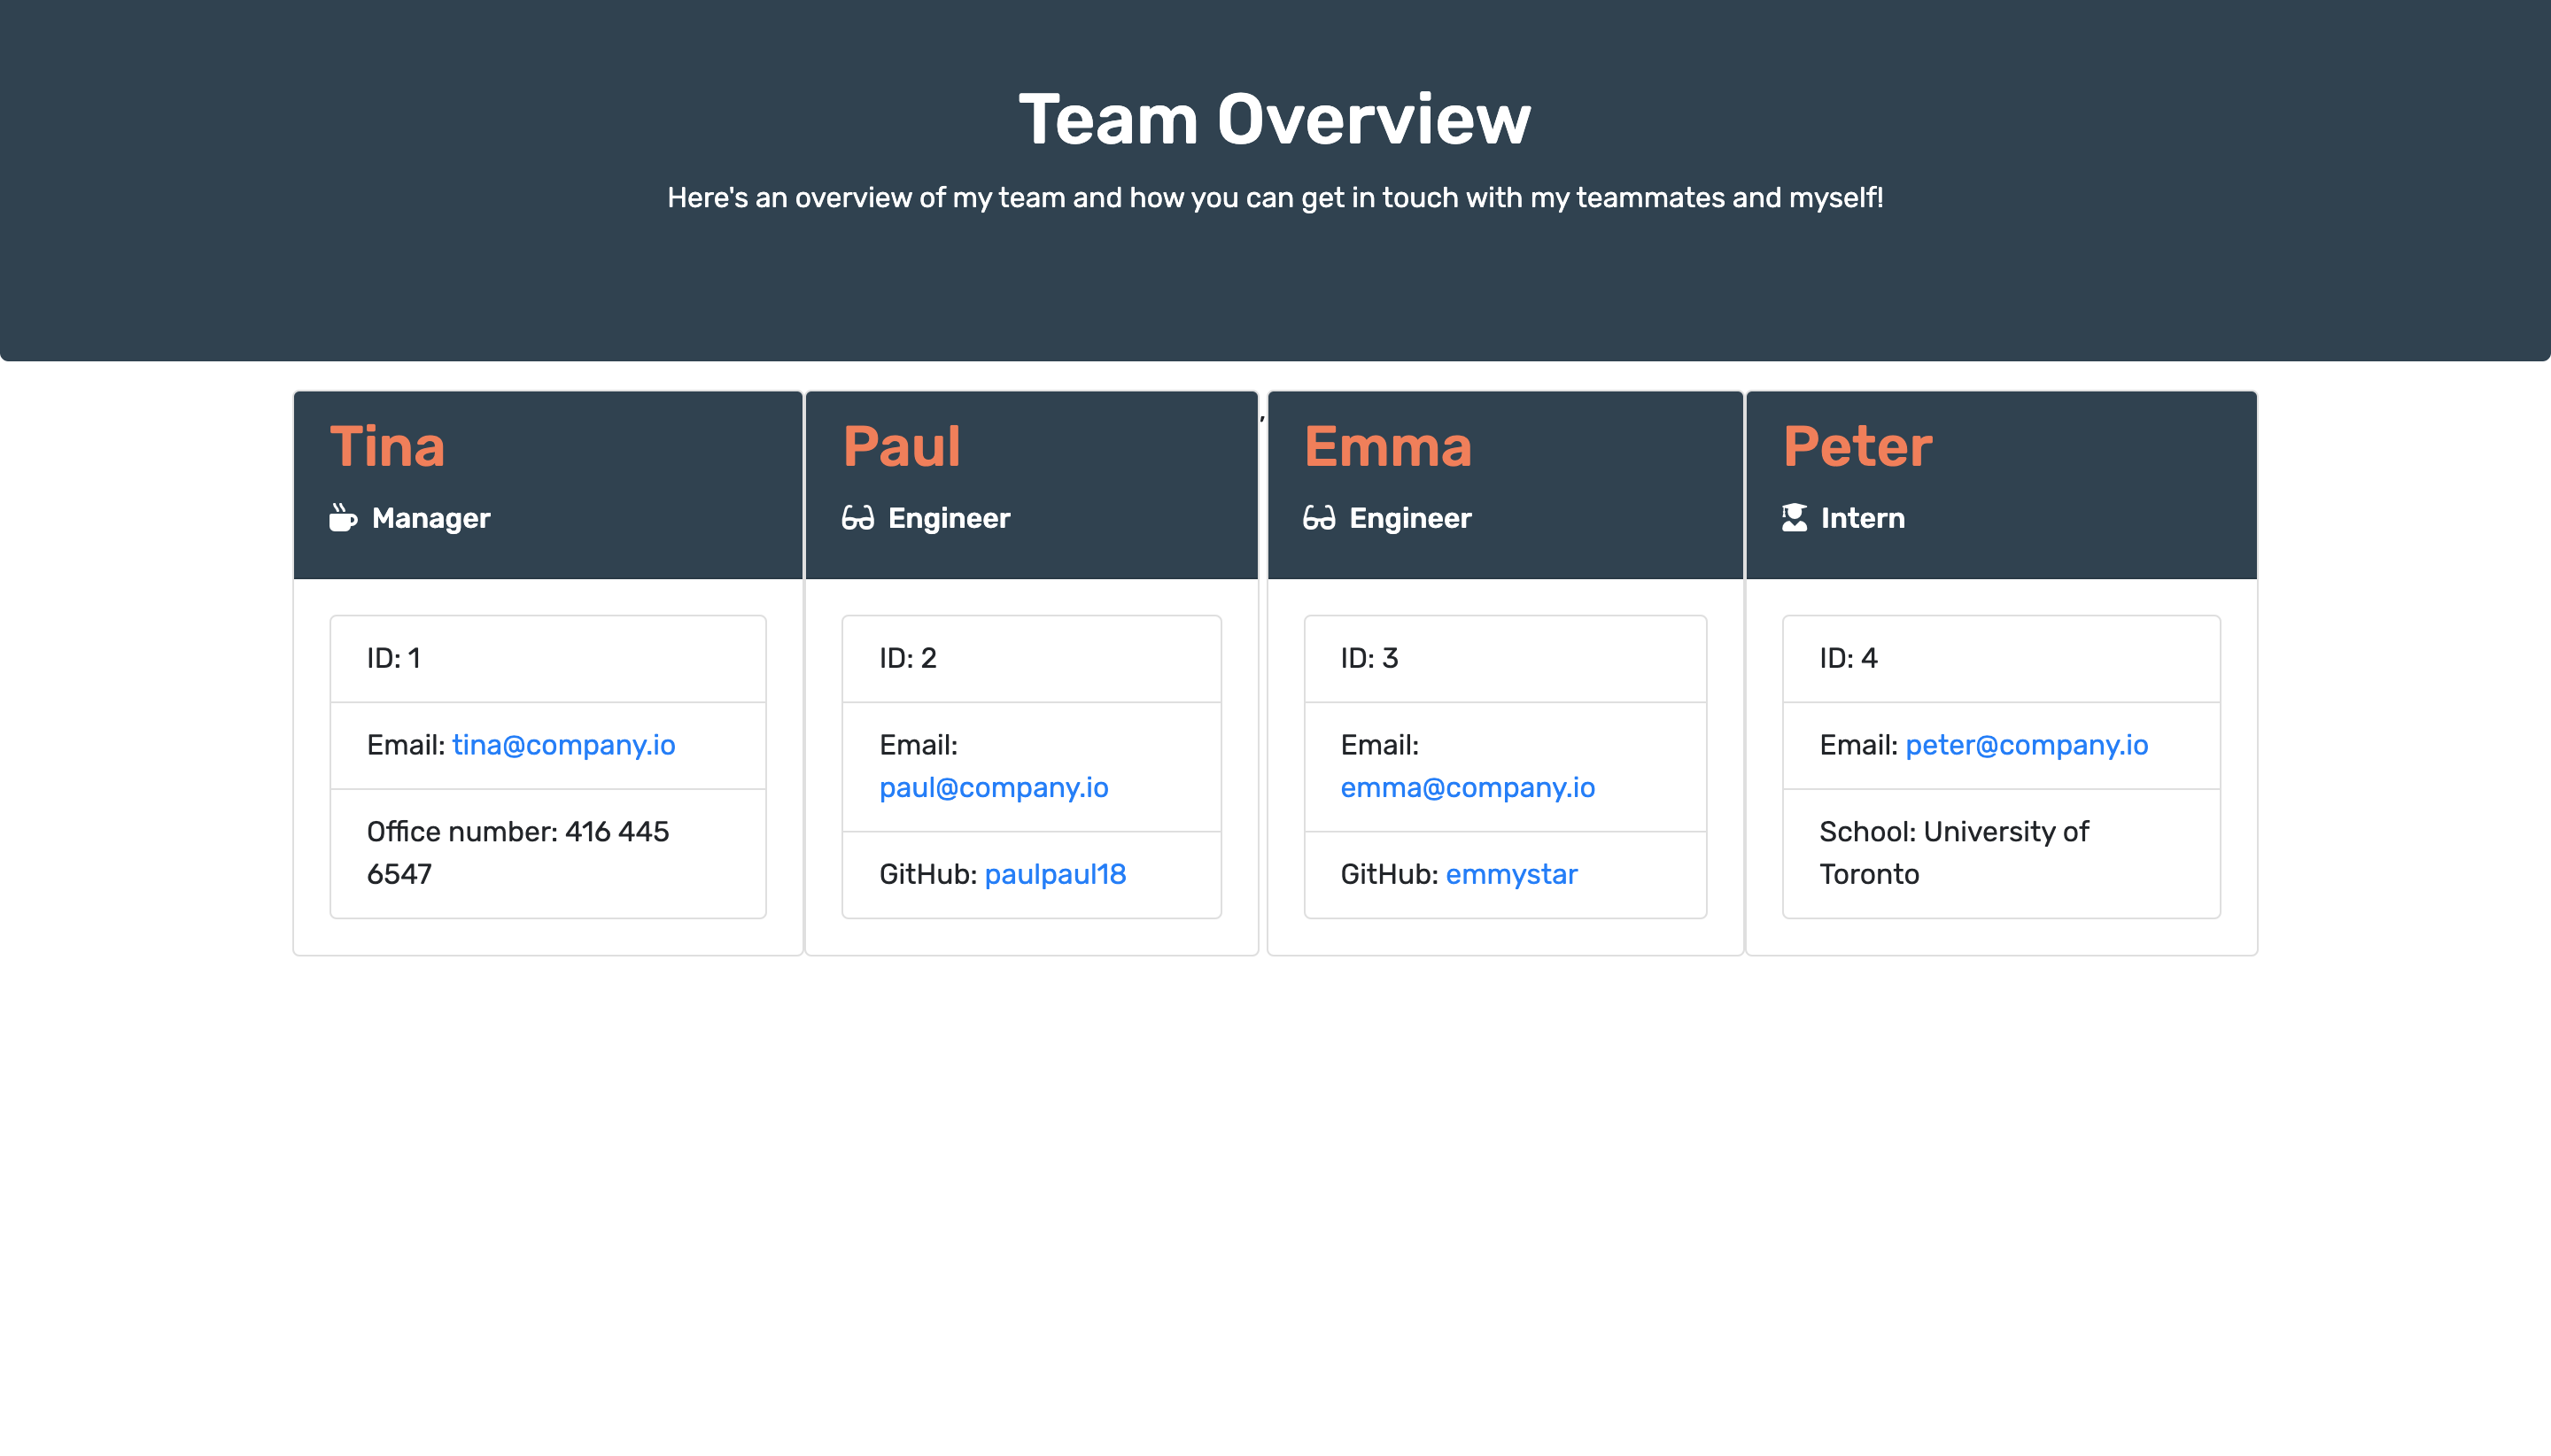 Team Overview
Here's an overview of my team and how you can get in touch with my teammates and myself!
Tina
Manager
ID: 1
Email: tina@company.io
Office number: 416 445
6547
Paul
Engineer
ID: 2
Email:
paul@company.io
GitHub: paulpaul18
,
Emma
Engineer
ID: 3
Email:
emma@company.io
GitHub: emmystar
Peter
Intern
ID: 4
Email: peter@company.io
School: University of
Toronto